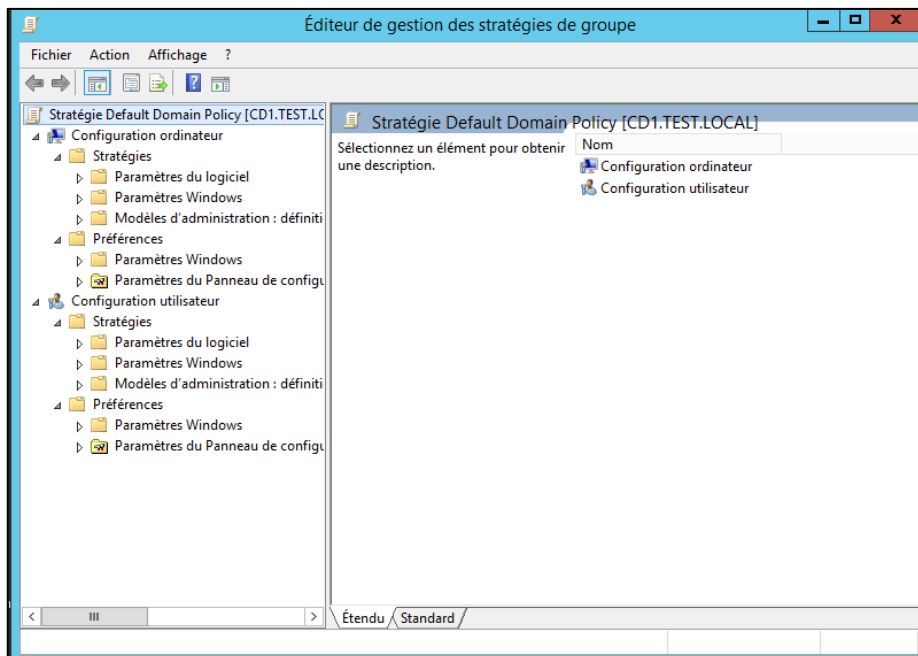 Éditeur de gestion des stratégies de groupe
Fichier Action Affichage ?
Stratégie Default Domain Policy [CD1.TEST.LC
Configuration ordinateur
Stratégies
Paramètres du logiciel
Paramètres Windows
Modèles d'administration : définiti
Préférences
Paramètres Windows
Paramètres du Panneau de configu
Configuration utilisateur
Stratégies
Paramètres du logiciel
Paramètres Windows
Modèles d'administration : définiti
Préférences
Paramètres Windows
Paramètres du Panneau de configu
Stratégie Default Domain Policy [CD1.TEST.LOCAL]
Sélectionnez un élément pour obtenir
une description.
Nom
Configuration ordinateur
Configuration utilisateur
Étendu Standard